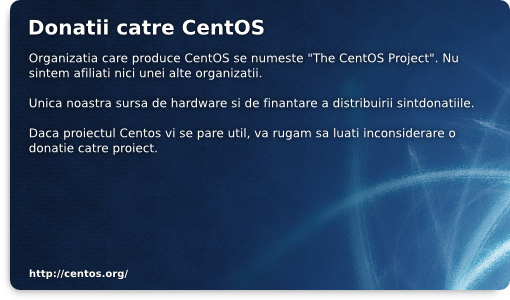 Donatii catre CentOS
Organizatia care produce CentOS se numeste "The CentOS Project". Nu
sintem afiliati nici unei alte organizatii.
Unica noastra sursa de hardware si de finantare a distribuirii sintdonatiile.
Daca proiectul Centos vi se pare util, va rugam sa luati inconsiderare o
donatie catre proiect.
http://centos.org/